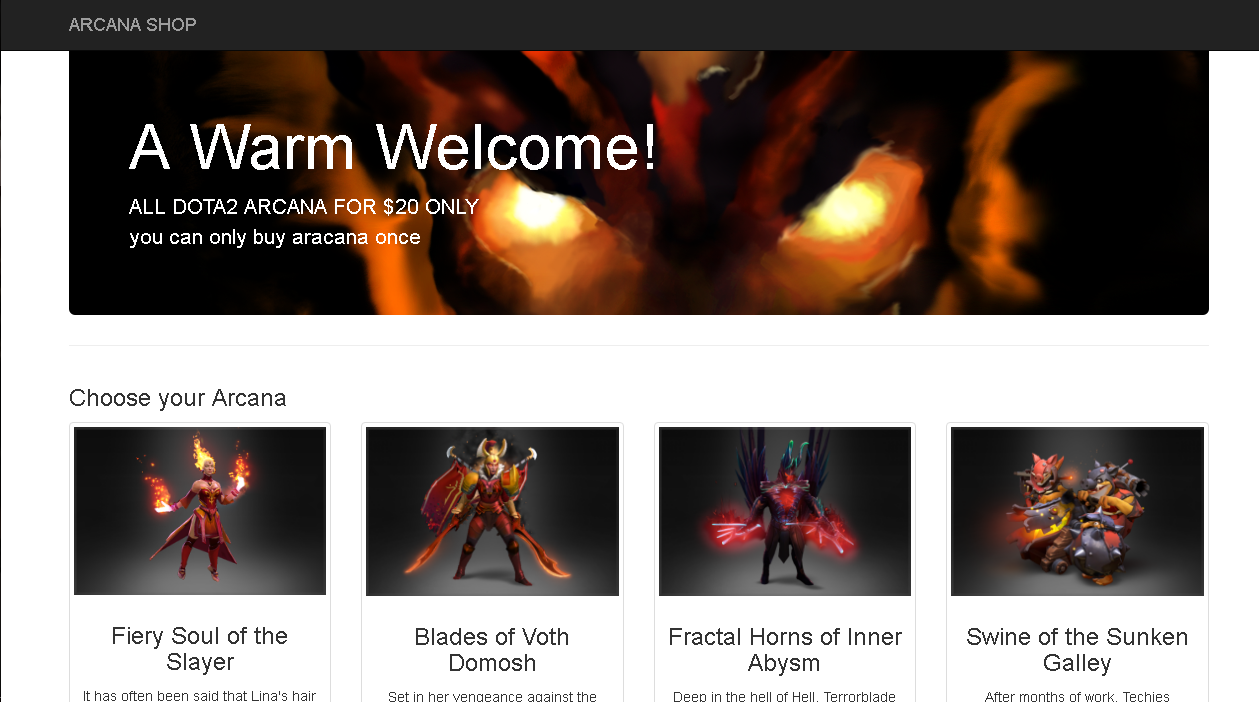 ARCANA SHOP
A Warm Welcome!
ALL DOTA2 ARCANA FOR $20 ONLY
you can only buy aracana once
Choose your Arcana
Fiery Soul of the
Slayer
It has often been said that Lina's hair
Blades of Voth
Domosh
Set in her vengeance against the
Fractal Horns of Inner
Abysm
Deep in the hell of Hell, Terrorblade
Swine of the Sunken
Galley
After months of work, Techies